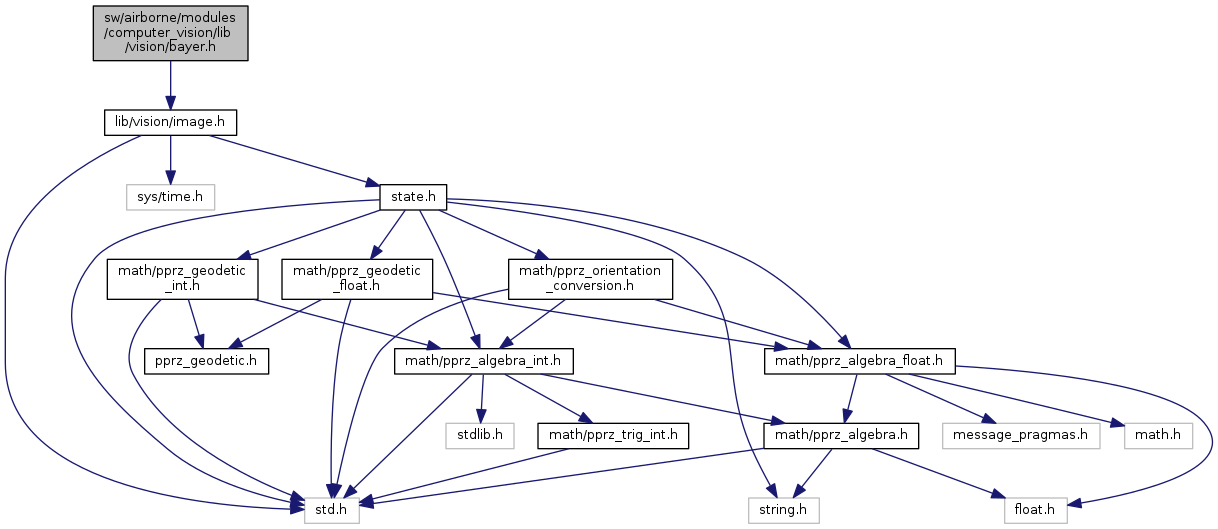 sw/airborne/modules
/computer_vision/lib
/vision/bayer.h
lib/vision/image.h
sys/time.h
state.h
math/pprz_geodetic
_int.h
math/pprz_geodetic
_float.h
math/pprz_orientation
_conversion.h
pprz_geodetic.h
math/pprz_algebra_int.h
math/pprz_algebra_float.h
stdlib.h
math/pprz_trig_int.h
math/pprz_algebra.h
message_pragmas.h
math.h
std.h
string.h
float.h